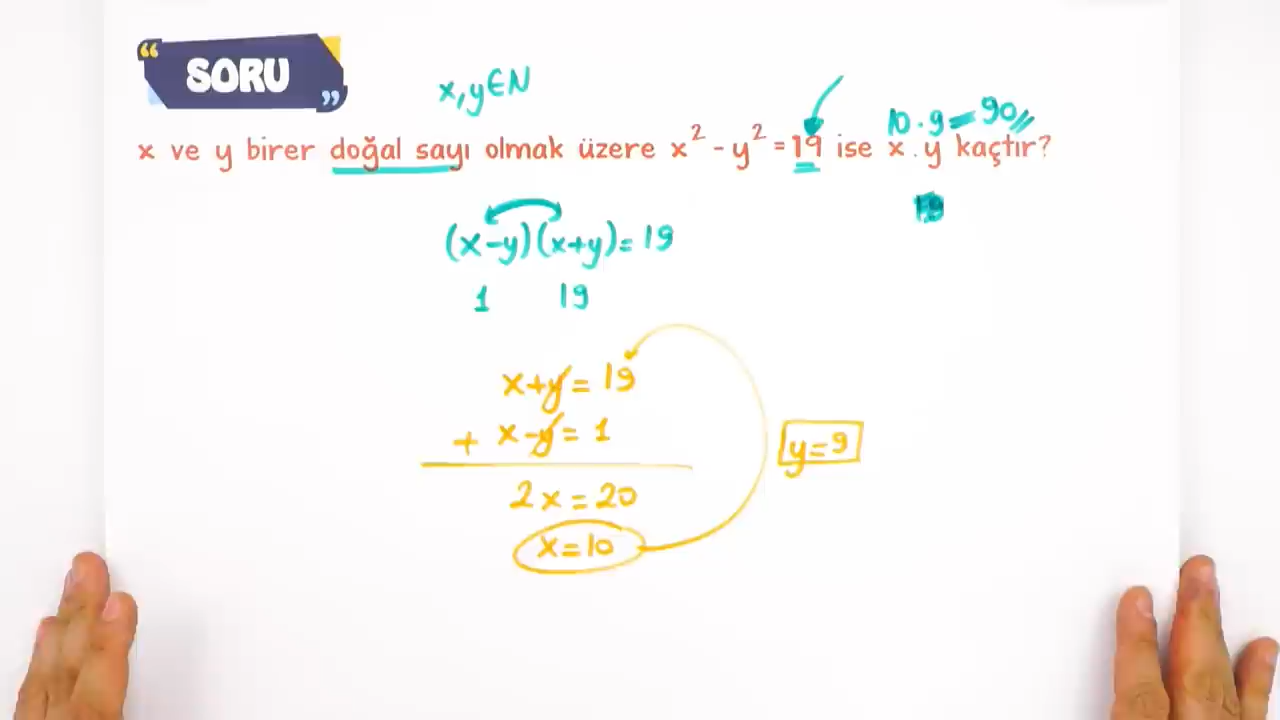 “ SORU ”
x, y ∈ N
10 . 9 = 90
x ve y birer doğal sayı olmak üzere x² - y² = 19 ise x . y kaçtır?
(x-y)(x+y) = 19
1 19
x+y = 19
+ x-y = 1
y = 9
2x = 20
x = 10